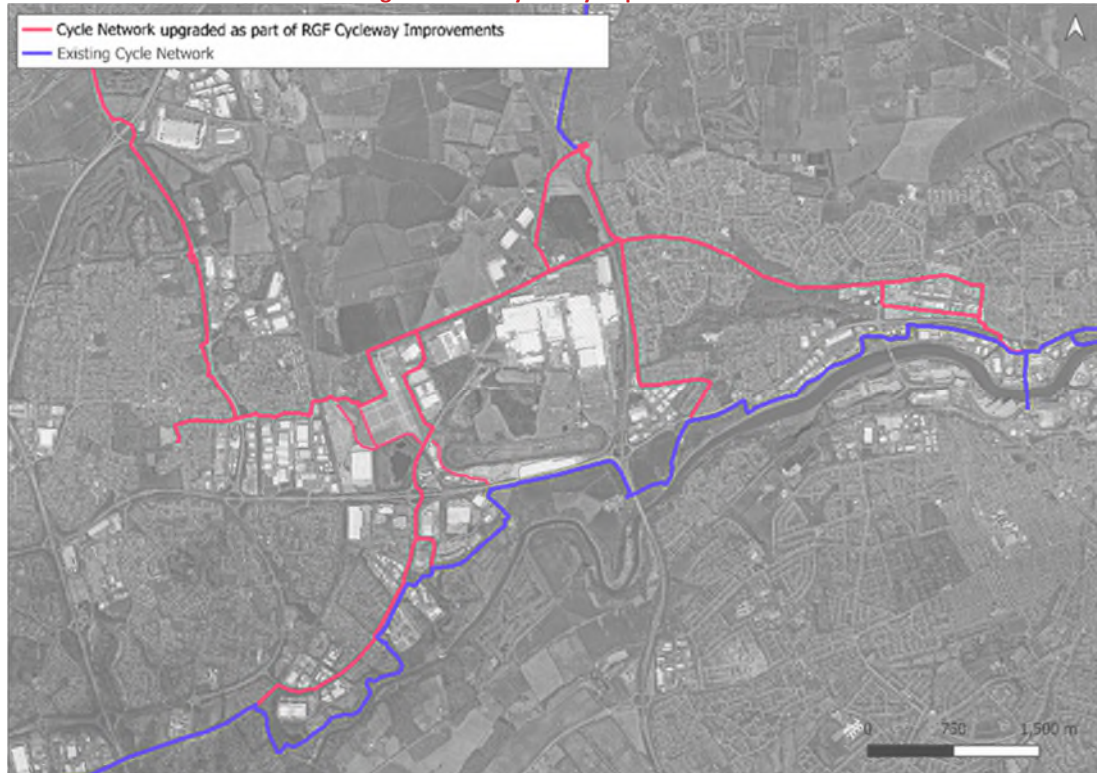 Cycle Network upgraded as part of RGF Cycleway Improvements
Existing Cycle Network
0 750 1,500 m